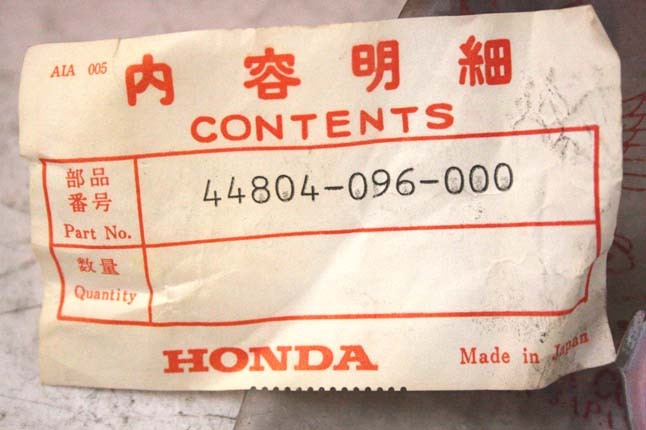 AIA 005
内容明細
CONTENTS
部品
番号
Part No.
44804-096-000
数量
Quantity
HONDA
Made in Japan